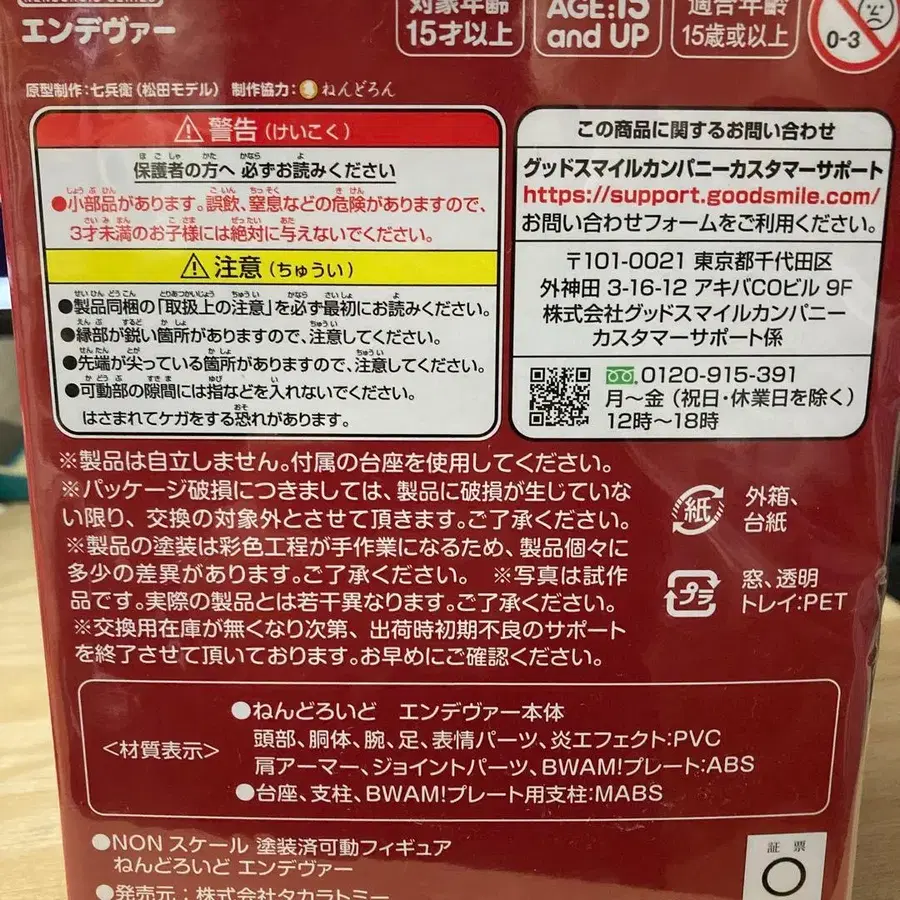 エンデヴァー
対象年齢
15才以上
AGE:15
and UP
適合年齢
15歳或以上
0-3
原型制作:七兵衛(松田モデル) 制作協力: ねんどろん
警告(けいこく)
保護者の方へ 必ずお読みください
●小部品があります。誤飲、窒息などの危険がありますので、
3才未満のお子様には絶対に与えないでください。
注意(ちゅうい)
●製品同梱の「取扱上の注意」を必ず最初にお読みください。
●縁部が鋭い箇所がありますので、注意してください。
●先端が尖っている箇所がありますので、注意してください。
●可動部の隙間には指などを入れないでください。
はさまれてケガをする恐れがあります。
この商品に関するお問い合わせ
グッドスマイルカンパニーカスタマーサポート
https://support.goodsmile.com/
お問い合わせフォームをご利用ください。
〒101-0021 東京都千代田区
外神田 3-16-12 アキバCOビル 9F
株式会社グッドスマイルカンパニー
カスタマーサポート係
0120-915-391
月~金(祝日・休業日を除く)
12時~18時
※製品は自立しません。付属の台座を使用してください。
※パッケージ破損につきましては、製品に破損が生じていな
い限り、交換の対象外とさせて頂きます。ご了承ください。
※製品の塗装は彩色工程が手作業になるため、製品個々に
多少の差異があります。ご了承ください。 ※写真は試作
品です。実際の製品とは若干異なります。ご了承ください。
※交換用在庫が無くなり次第、出荷時初期不良のサポート
を終了させて頂いております。お早めにご確認ください。
紙
外箱、
台紙
プラ
窓、透明
トレイ:PET
<材質表示>
●ねんどろいど エンデヴァー本体
頭部、胴体、腕、足、表情パーツ、炎エフェクト:PVC
肩アーマー、ジョイントパーツ、BWAM!プレート:ABS
●台座、支柱、BWAM!プレート用支柱:MABS
●NONスケール 塗装済可動フィギュア
ねんどろいど エンデヴァー
●発売元:株式会社タカラトミー
証票